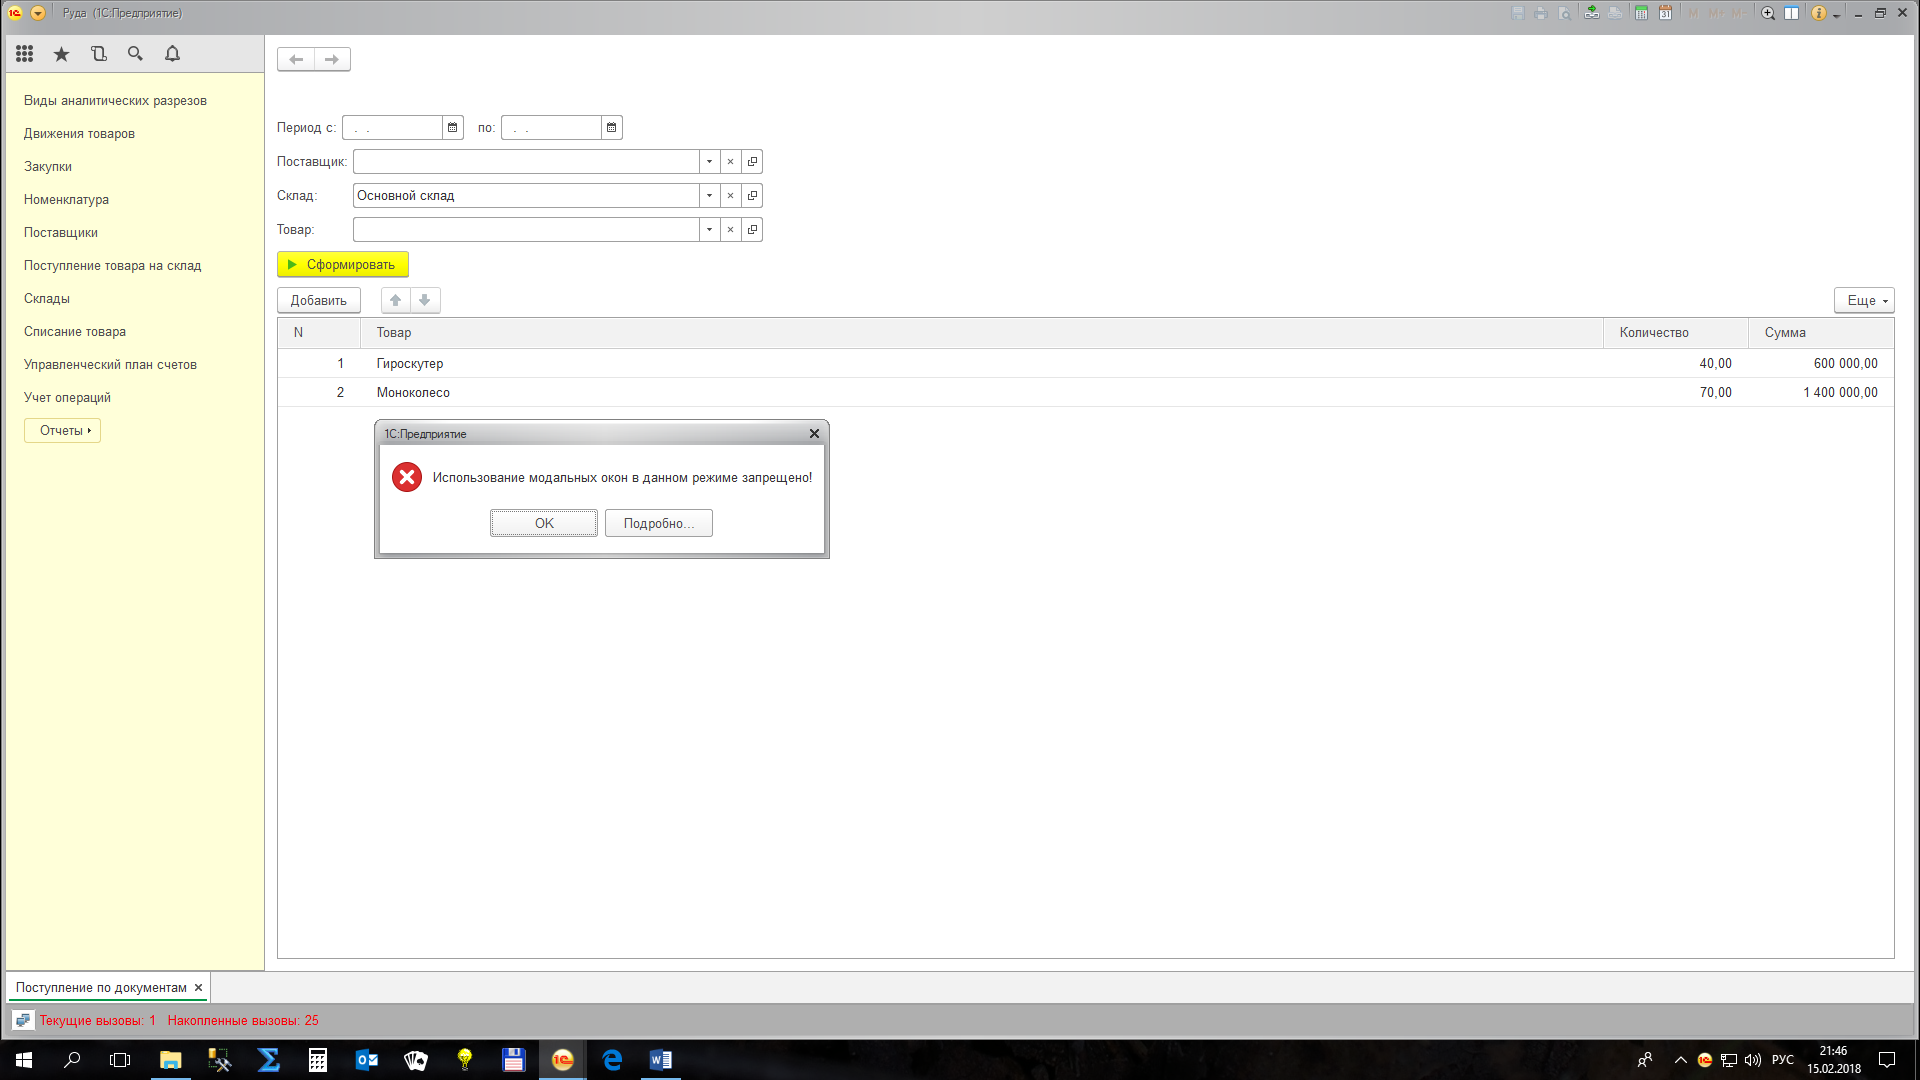 Руда (1С:Предприятие)
M M+ M-
31
Виды аналитических разрезов
Движения товаров
Закупки
Номенклатура
Поставщики
Поступление товара на склад
Склады
Списание товара
Управленческий план счетов
Учет операций
Отчеты
Период с: . . по: . .
Поставщик:
Склад: Основной склад
Товар:
Сформировать
Добавить
Еще
N Товар Количество Сумма
1 Гироскутер 40,00 600 000,00
2 Моноколесо 70,00 1 400 000,00
1С:Предприятие
Использование модальных окон в данном режиме запрещено!
OK Подробно...
Поступление по документам
Текущие вызовы: 1 Накопленные вызовы: 25
РУС
21:46
15.02.2018